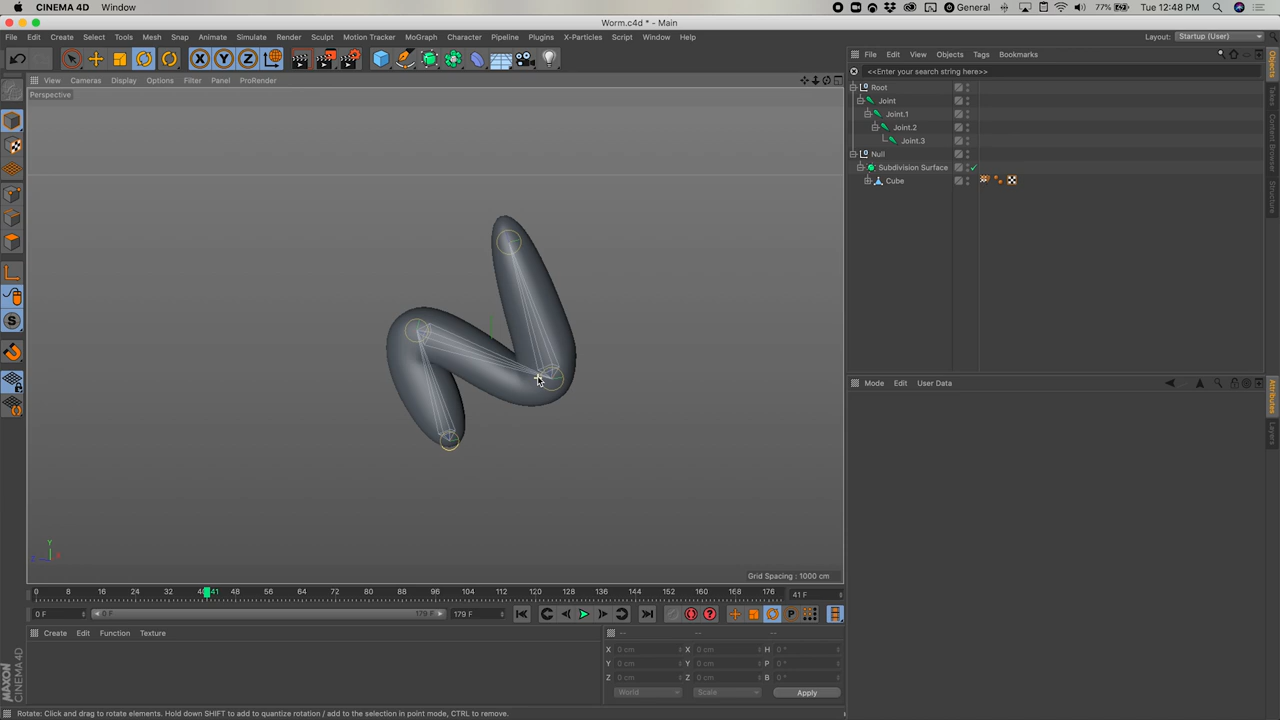 CINEMA 4D Window
General 77% Tue 12:48 PM
Worm.c4d * - Main
File Edit Create Select Tools Mesh Snap Animate Simulate Render Sculpt Motion Tracker MoGraph Character Pipeline Plugins X-Particles Script Window Help
Layout: Startup (User)
X Y Z
View Cameras Display Options Filter Panel ProRender
File Edit View Objects Tags Bookmarks
<<Enter your search string here>>
Perspective
Root
Joint
Joint.1
Joint.2
Joint.3
Null
Subdivision Surface
Cube
Objects
Takes
Content Browser
Structure
Mode Edit User Data
Attributes
Layers
Y
Grid Spacing : 1000 cm
0 8 16 24 32 41 48 56 64 72 80 88 96 104 112 120 128 136 144 152 160 168 176
41 F
0 F 0 F 179 F 179 F
Create Edit Function Texture
-- -- --
X 0 cm X 0 cm H 0 °
Y 0 cm Y 0 cm P 0 °
Z 0 cm Z 0 cm B 0 °
World Scale Apply
MAXON
CINEMA 4D
Rotate: Click and drag to rotate elements. Hold down SHIFT to add to quantize rotation / add to the selection in point mode, CTRL to remove.